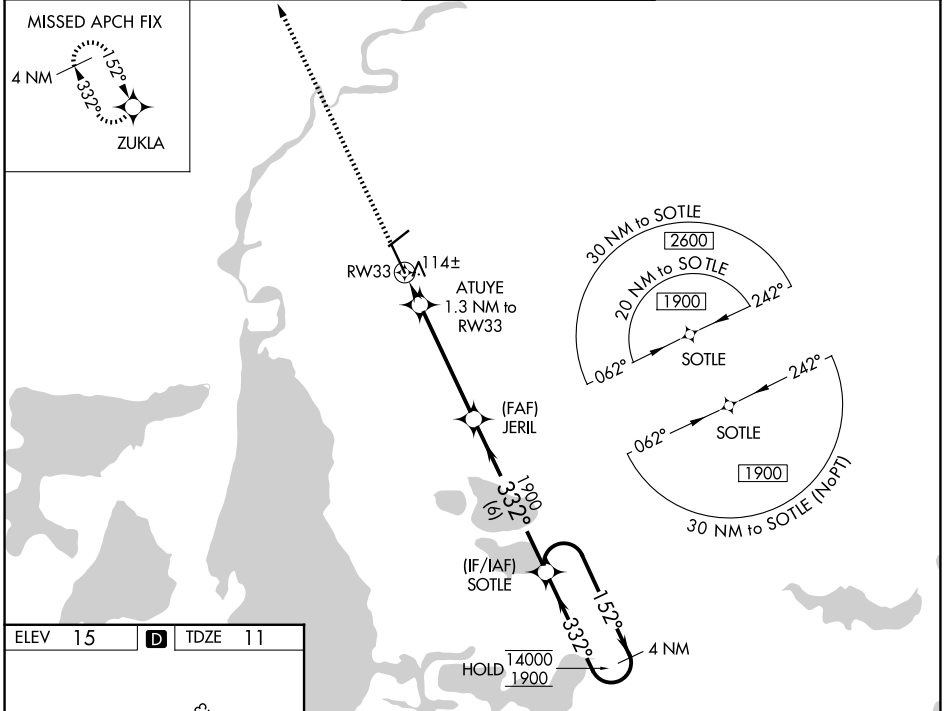 MISSED APCH FIX
4 NM
152°
332°
ZUKLA
RW33
114±
ATUYE
1.3 NM to
RW33
(FAF)
JERIL
1900
332°
(6)
(IF/IAF)
SOTLE
152°
332°
4 NM
HOLD
14000
1900
30 NM to SOTLE
2600
20 NM to SOTLE
1900
242°
062°
SOTLE
242°
062°
SOTLE
1900
30 NM to SOTLE (NoPT)
ELEV 15 D TDZE 11